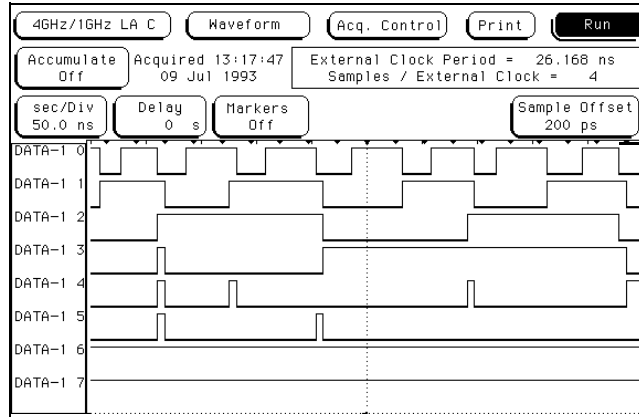 4GHz/1GHz LA C Waveform Acq. Control Print Run
Accumulate Off
Acquired 13:17:47
09 Jul 1993
External Clock Period = 26.168 ns
Samples / External Clock = 4
sec/Div
50.0 ns
Delay
0 s
Markers
Off
Sample Offset
200 ps
DATA-1 0
DATA-1 1
DATA-1 2
DATA-1 3
DATA-1 4
DATA-1 5
DATA-1 6
DATA-1 7